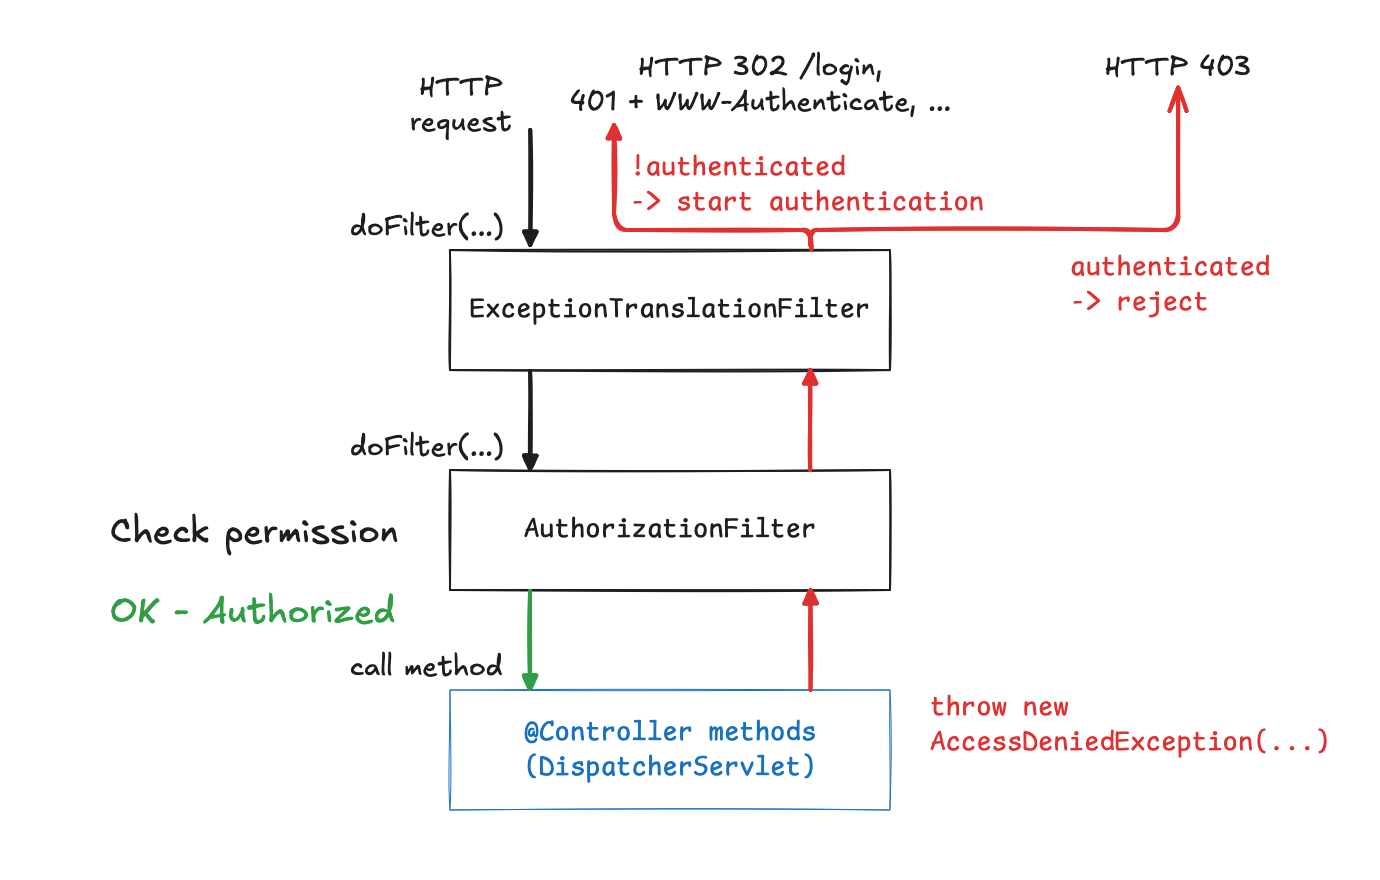 HTTP
request
HTTP 302 /login,
401 + WWW-Authenticate, ...
HTTP 403
!authenticated
-> start authentication
doFilter(...)
authenticated
-> reject
ExceptionTranslationFilter
doFilter(...)
Check permission
AuthorizationFilter
OK - Authorized
call method
@Controller methods
(DispatcherServlet)
throw new
AccessDeniedException(...)